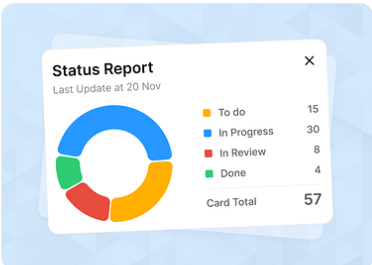 Status Report
Last Update at 20 Nov
To do 15
In Progress 30
In Review 8
Done 4
Card Total 57